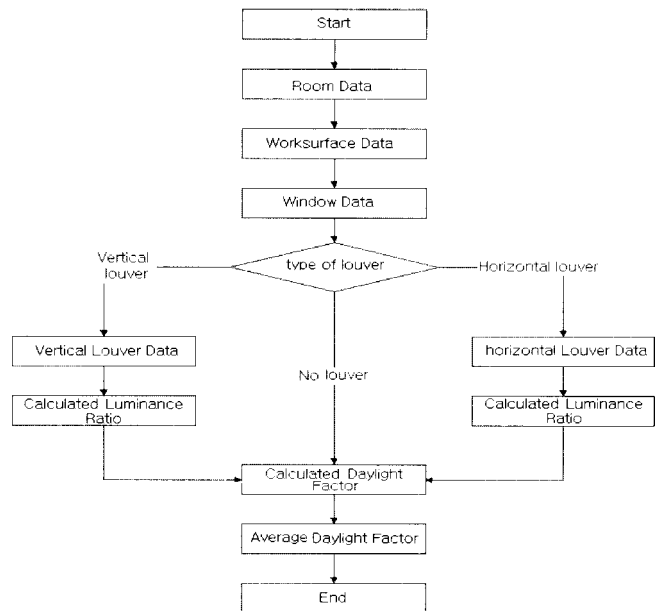 Start
Room Data
Worksurface Data
Window Data
type of louver
Vertical
louver
Horizontal louver
No louver
Vertical Louver Data
horizontal Louver Data
Calculated Luminance
Ratio
Calculated Luminance
Ratio
Calculated Daylight
Factor
Average Daylight Factor
End